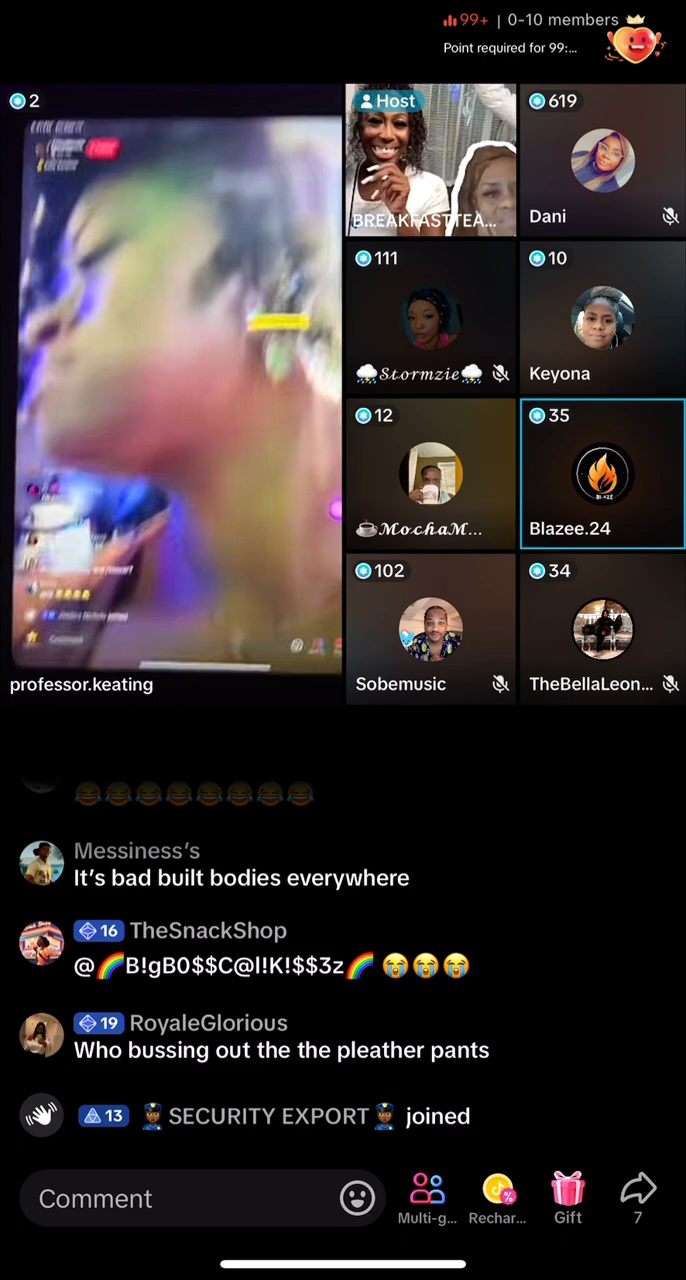 99+ | 0-10 members
Point required for 99:...
2
professor.keating
Host
BREAKFASTTEA...
619
Dani
111
🌧️Stormzie🌧️
10
Keyona
12
☕MochaM...
35
BLAZE
Blazee.24
102
Sobemusic
34
TheBellaLeon...
😂😂😂😂😂😂😂😂
Messiness's
It's bad built bodies everywhere
16 TheSnackShop
@🌈B!gB0$$C@l!K!$$3z🌈 😭😭😭
19 RoyaleGlorious
Who bussing out the the pleather pants
13 👮🏾SECURITY EXPORT👮🏾 joined
Comment
Multi-g...
Rechar...
Gift
7